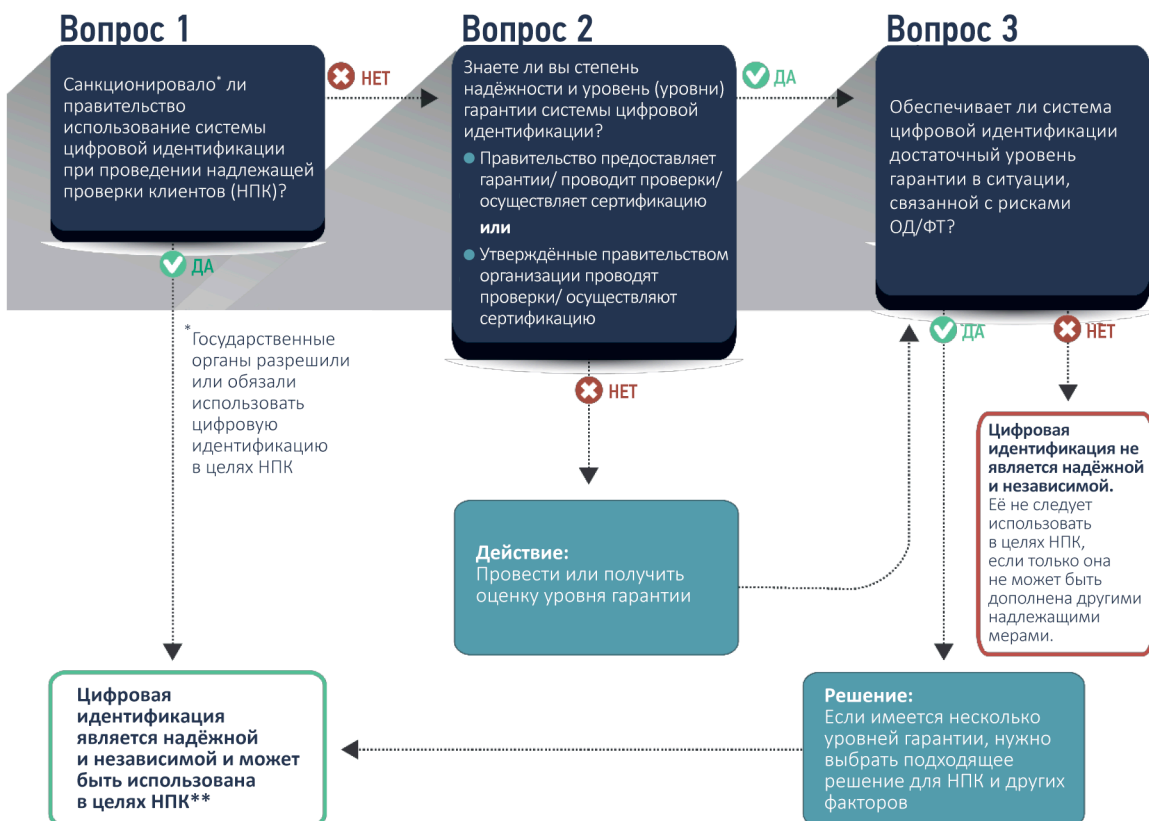 Вопрос 1
Санкционировало* ли
правительство
использование системы
цифровой идентификации
при проведении надлежащей
проверки клиентов (НПК)?
НЕТ
ДА
*Государственные
органы разрешили
или обязали
использовать
цифровую
идентификацию
в целях НПК
Вопрос 2
Знаете ли вы степень
надёжности и уровень (уровни)
гарантии системы цифровой
идентификации?
● Правительство предоставляет
гарантии/ проводит проверки/
осуществляет сертификацию
или
● Утверждённые правительством
организации проводят
проверки/ осуществляют
сертификацию
ДА
НЕТ
Действие:
Провести или получить
оценку уровня гарантии
Вопрос 3
Обеспечивает ли система
цифровой идентификации
достаточный уровень
гарантии в ситуации,
связанной с рисками
ОД/ФТ?
ДА
НЕТ
Цифровая
идентификация не
является надёжной
и независимой.
Её не следует
использовать
в целях НПК,
если только она
не может быть
дополнена другими
надлежащими
мерами.
Решение:
Если имеется несколько
уровней гарантии, нужно
выбрать подходящее
решение для НПК и других
факторов
Цифровая
идентификация
является надёжной
и независимой и может
быть использована
в целях НПК**